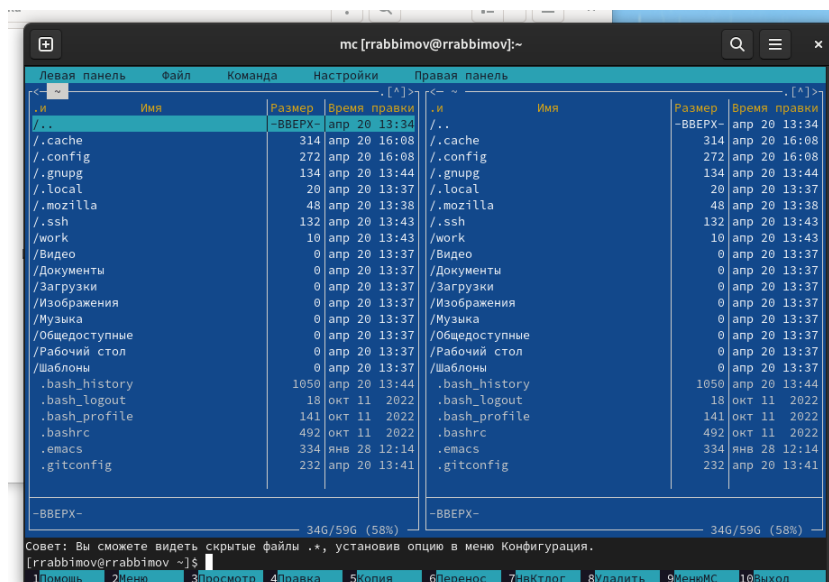 mc [rrabbimov@rrabbimov]:~
Левая панель Файл Команда Настройки Правая панель
<— ~ .[^]> <— ~ .[^]>
.и Имя Размер Время правки .и Имя Размер Время правки
/.. -ВВЕРХ- апр 20 13:34 /.. -ВВЕРХ- апр 20 13:34
/.cache 314 апр 20 16:08 /.cache 314 апр 20 16:08
/.config 272 апр 20 16:08 /.config 272 апр 20 16:08
/.gnupg 134 апр 20 13:44 /.gnupg 134 апр 20 13:44
/.local 20 апр 20 13:37 /.local 20 апр 20 13:37
/.mozilla 48 апр 20 13:38 /.mozilla 48 апр 20 13:38
/.ssh 132 апр 20 13:43 /.ssh 132 апр 20 13:43
/work 10 апр 20 13:43 /work 10 апр 20 13:43
/Видео 0 апр 20 13:37 /Видео 0 апр 20 13:37
/Документы 0 апр 20 13:37 /Документы 0 апр 20 13:37
/Загрузки 0 апр 20 13:37 /Загрузки 0 апр 20 13:37
/Изображения 0 апр 20 13:37 /Изображения 0 апр 20 13:37
/Музыка 0 апр 20 13:37 /Музыка 0 апр 20 13:37
/Общедоступные 0 апр 20 13:37 /Общедоступные 0 апр 20 13:37
/Рабочий стол 0 апр 20 13:37 /Рабочий стол 0 апр 20 13:37
/Шаблоны 0 апр 20 13:37 /Шаблоны 0 апр 20 13:37
.bash_history 1050 апр 20 13:44 .bash_history 1050 апр 20 13:44
.bash_logout 18 окт 11 2022 .bash_logout 18 окт 11 2022
.bash_profile 141 окт 11 2022 .bash_profile 141 окт 11 2022
.bashrc 492 окт 11 2022 .bashrc 492 окт 11 2022
.emacs 334 янв 28 12:14 .emacs 334 янв 28 12:14
.gitconfig 232 апр 20 13:41 .gitconfig 232 апр 20 13:41
-ВВЕРХ- -ВВЕРХ-
34G/59G (58%) 34G/59G (58%)
Совет: Вы сможете видеть скрытые файлы .*, установив опцию в меню Конфигурация.
[rrabbimov@rrabbimov ~]$
1Помощь 2Меню 3Просмотр 4Правка 5Копия 6Перенос 7НвКтлог 8Удалить 9МенюМС 10Выход